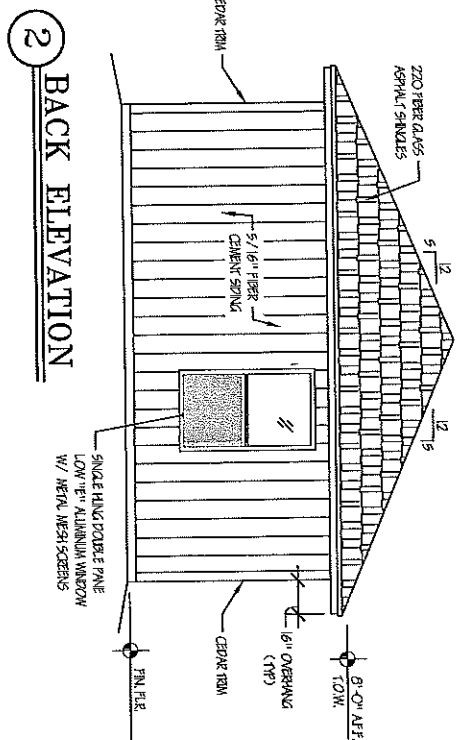 220 FIBER GLASS
ASPHALT SHINGLES
5
12
12
5
8'-0" A.F.F.
T.O.W.
16" OVERHANG
(TYP)
CEDAR TRIM
5/16" FIBER
CEMENT SIDING
CEDAR TRIM
FIN. FLR.
SINGLE HUNG DOUBLE PANE
LOW "E" ALUMINUM WINDOW
W/ METAL MESH SCREENS
2
BACK ELEVATION